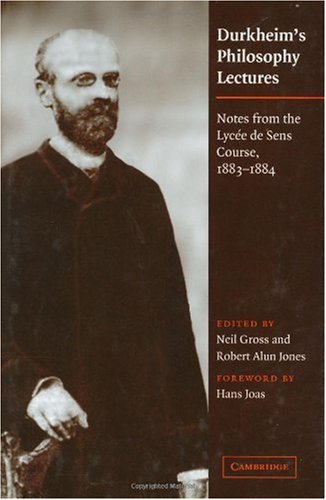 Durkheim's
Philosophy
Lectures
Notes from the
Lycée de Sens
Course,
1883–1884
EDITED BY
Neil Gross and
Robert Alun Jones
FOREWORD BY
Hans Joas
CAMBRIDGE